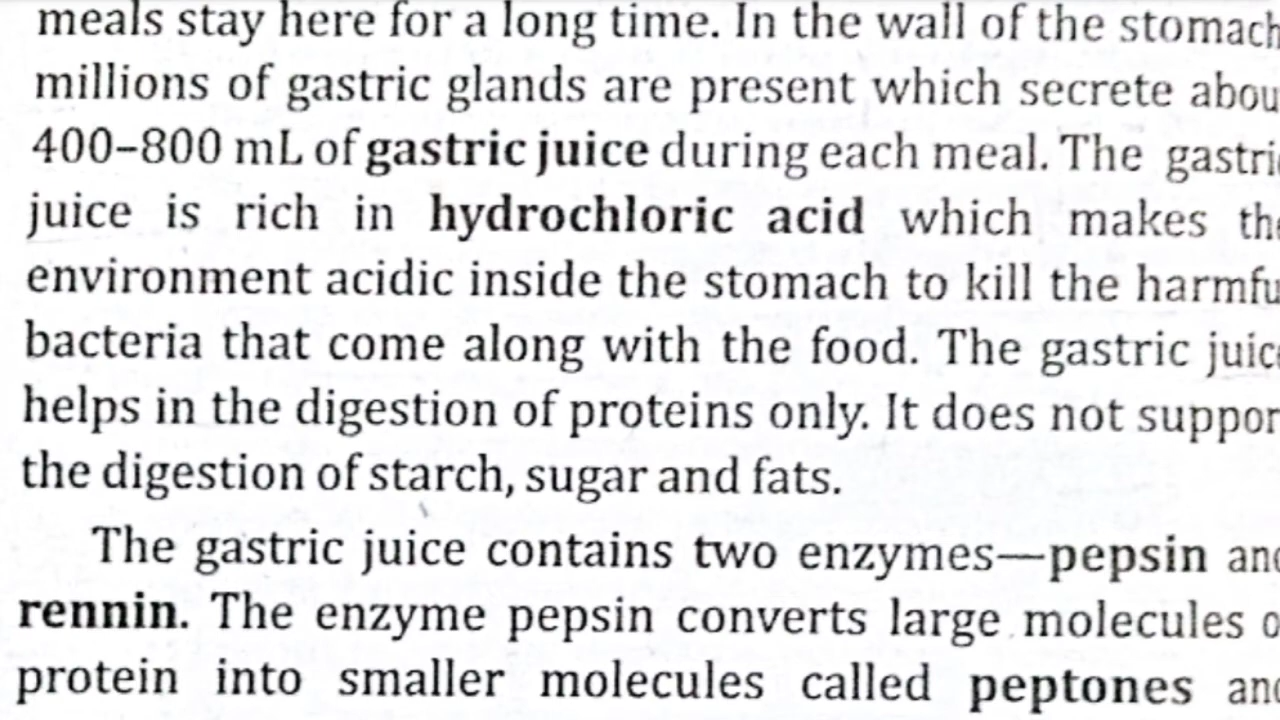 meals stay here for a long time. In the wall of the stomach
millions of gastric glands are present which secrete abou
400–800 mL of gastric juice during each meal. The gastric
juice is rich in hydrochloric acid which makes the
environment acidic inside the stomach to kill the harmfu
bacteria that come along with the food. The gastric juice
helps in the digestion of proteins only. It does not suppor
the digestion of starch, sugar and fats.
The gastric juice contains two enzymes—pepsin and
rennin. The enzyme pepsin converts large molecules o
protein into smaller molecules called peptones and